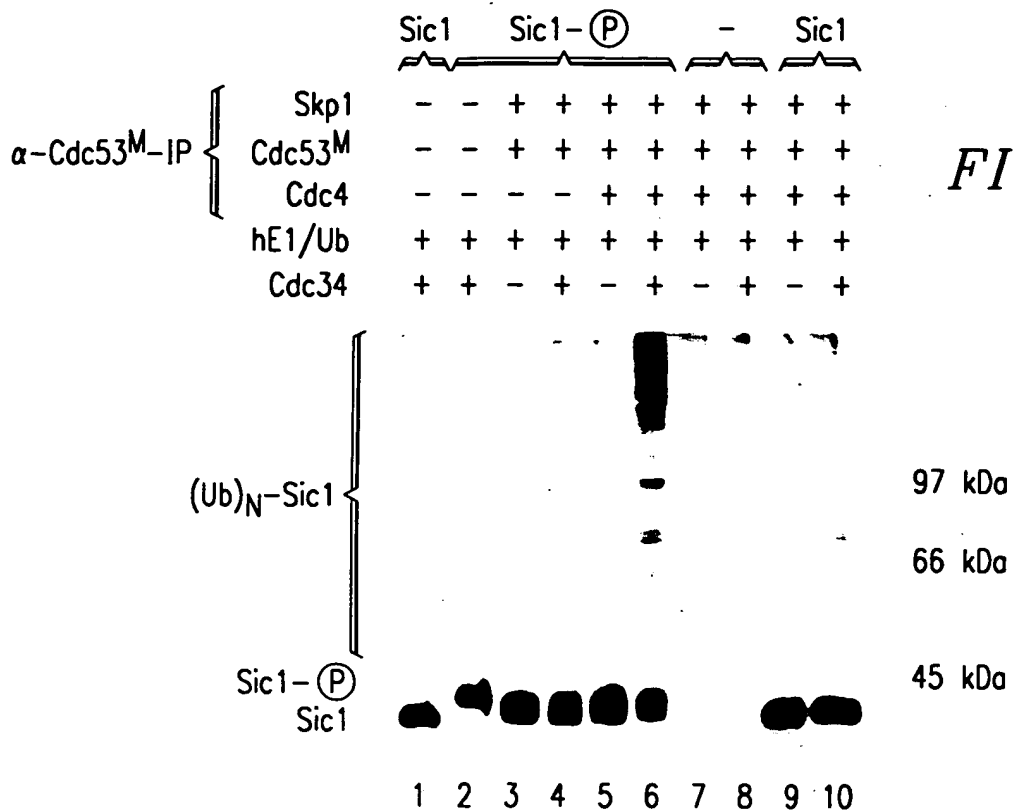 Sic1 Sic1-Ⓟ - Sic1
Skp1 - - + + + + + + + +
α-Cdc53ᴹ-IP Cdc53ᴹ - - + + + + + + + +
Cdc4 - - - - + + + + + +
hE1/Ub + + + + + + + + + +
Cdc34 + + - + - + - + - +
FI
(Ub)N-Sic1
97 kDa
66 kDa
45 kDa
Sic1-Ⓟ
Sic1
1 2 3 4 5 6 7 8 9 10